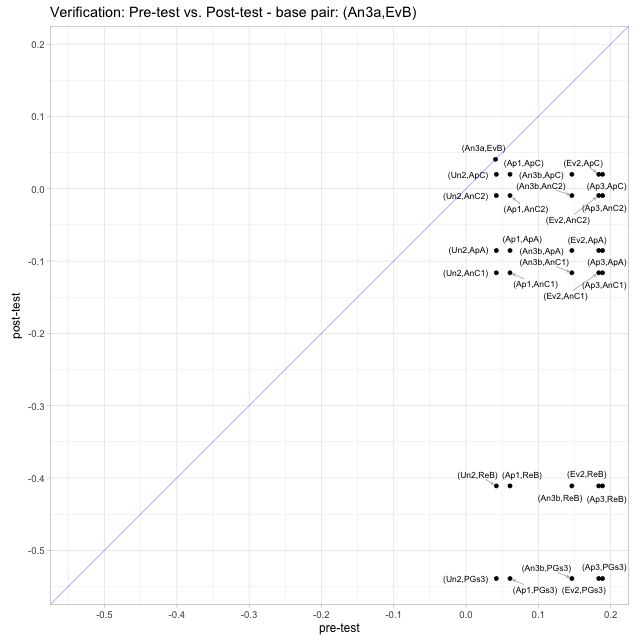 Verification: Pre-test vs. Post-test - base pair: (An3a,EvB)
0.2
0.1
(An3a,EvB)
(Ap1,ApC) (Ev2,ApC)
(Un2,ApC) (An3b,ApC)
0.0 (An3b,AnC2) (Ap3,ApC)
(Un2,AnC2)
(Ap1,AnC2) (Ap3,AnC2)
(Ev2,AnC2)
(Ap1,ApA) (Ev2,ApA)
(Un2,ApA) (An3b,ApA)
-0.1 (An3b,AnC1) (Ap3,ApA)
(Un2,AnC1)
(Ap1,AnC1) (Ap3,AnC1)
(Ev2,AnC1)
post-test
-0.2
-0.3
-0.4 (Un2,ReB) (Ap1,ReB) (Ev2,ReB)
(An3b,ReB) (Ap3,ReB)
-0.5
(An3b,PGs3) (Ap3,PGs3)
(Un2,PGs3)
(Ap1,PGs3) (Ev2,PGs3)
-0.5 -0.4 -0.3 -0.2 -0.1 0.0 0.1 0.2
pre-test